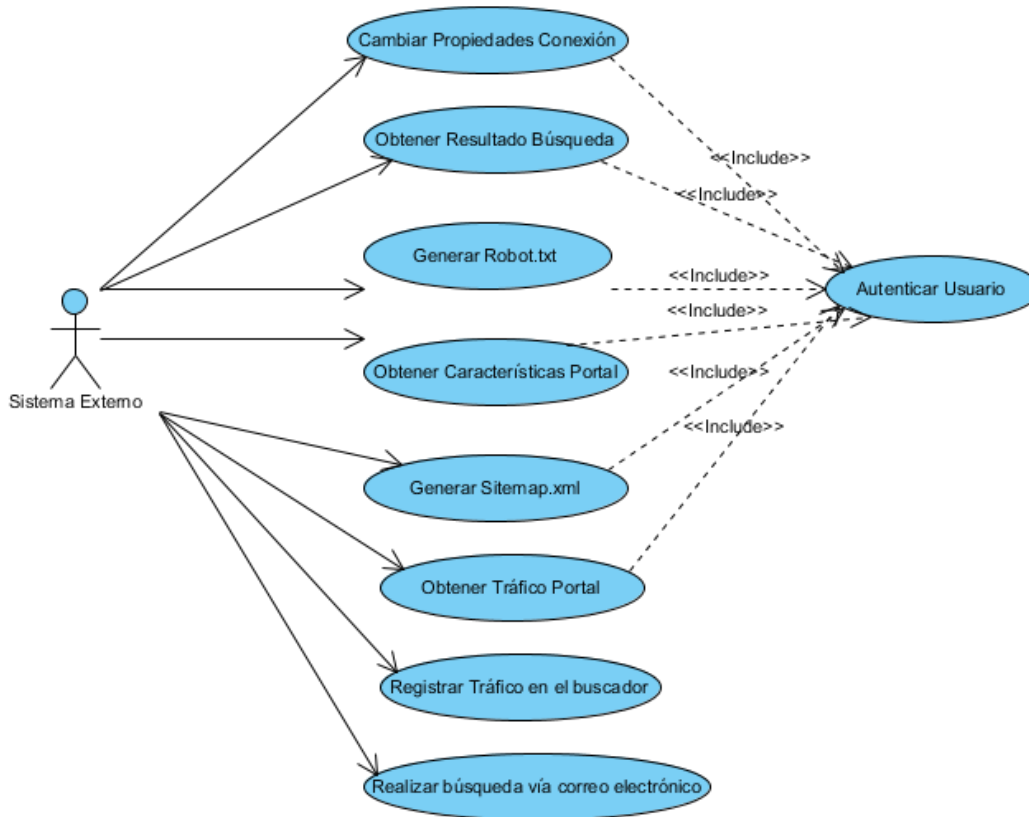 Cambiar Propiedades Conexión
Obtener Resultado Búsqueda
<<Include>>
<<Include>>
Generar Robot.txt
<<Include>>
Autenticar Usuario
<<Include>>
Sistema Externo
Obtener Características Portal
<<Include>>
<<Include>>
Generar Sitemap.xml
Obtener Tráfico Portal
Registrar Tráfico en el buscador
Realizar búsqueda vía correo electrónico